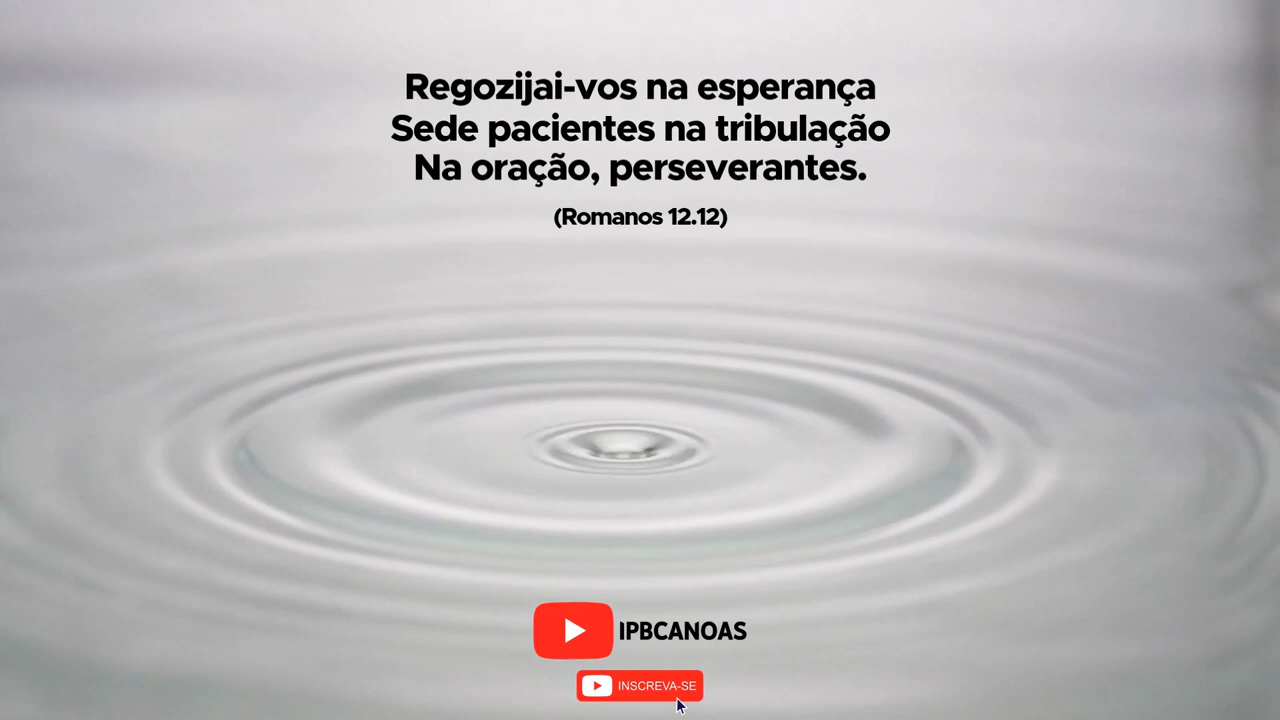 Regozijai-vos na esperança
Sede pacientes na tribulação
Na oração, perseverantes.
(Romanos 12.12)
IPBCANOAS
INSCREVA-SE